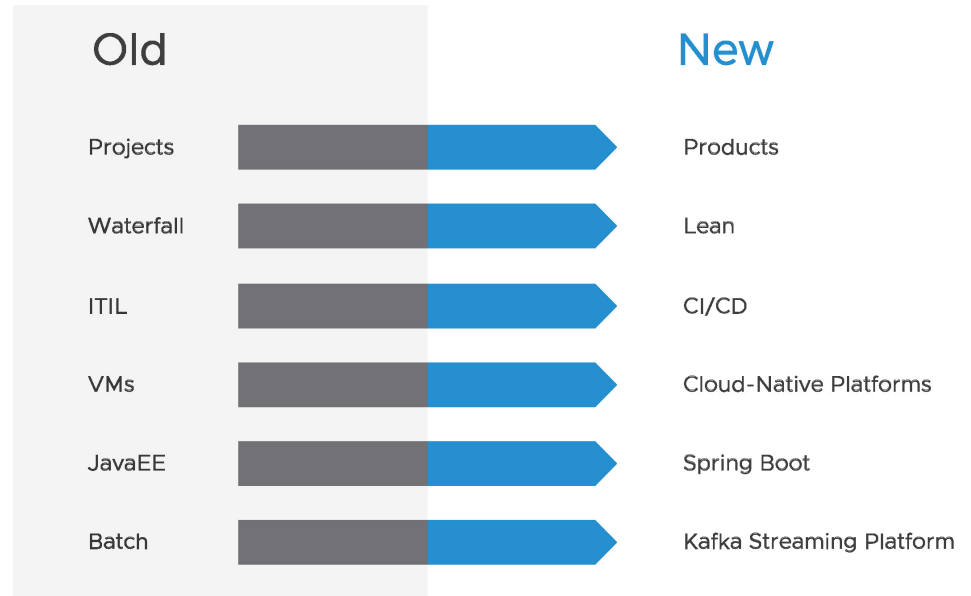 Old
New
Projects
Products
Waterfall
Lean
ITIL
CI/CD
VMs
Cloud-Native Platforms
JavaEE
Spring Boot
Batch
Kafka Streaming Platform